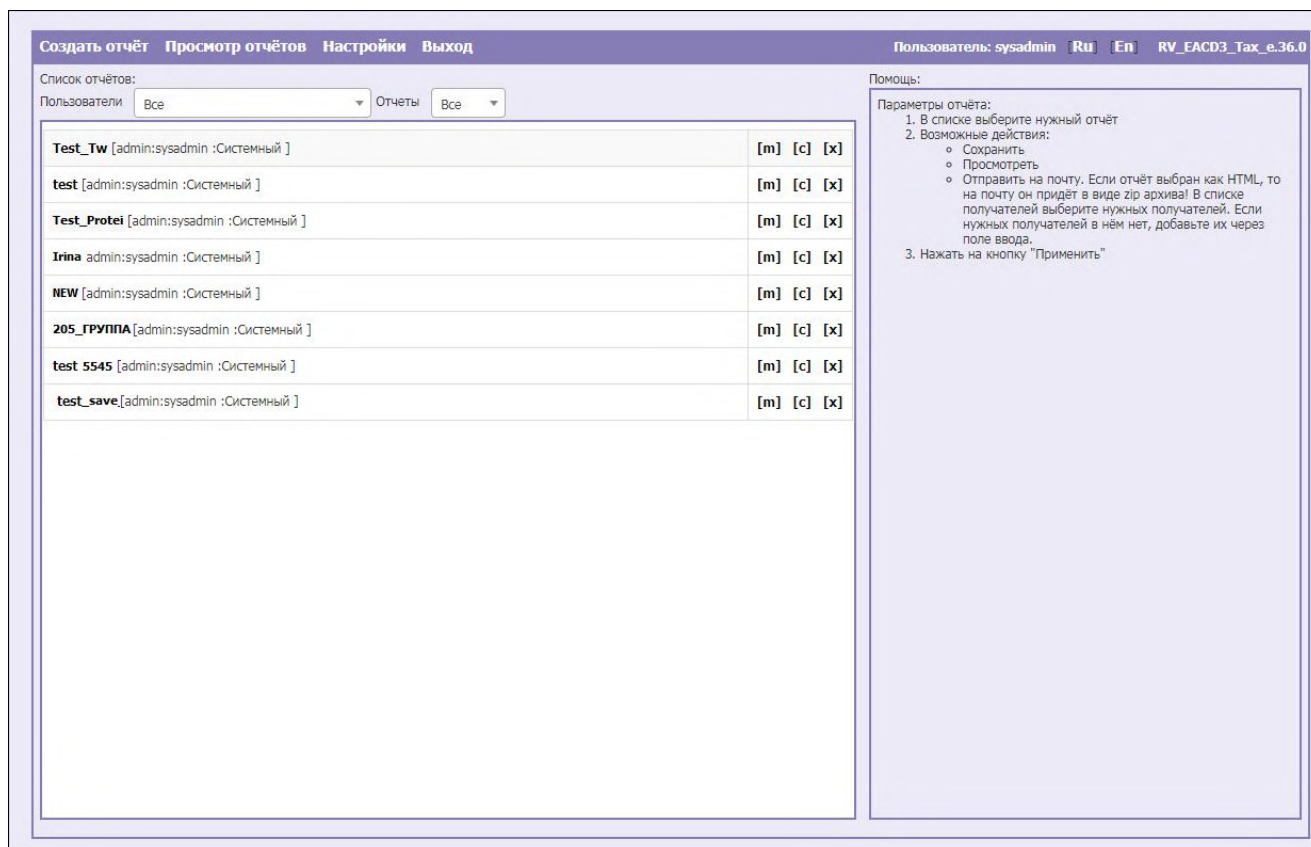 Создать отчёт Просмотр отчётов Настройки Выход Пользователь: sysadmin [Ru] [En] RV_EACD3_Tax_e.36.0
Список отчётов:
Пользователи Все Отчеты Все
Test_Tw [admin:sysadmin :Системный ] [m] [c] [x]
test [admin:sysadmin :Системный ] [m] [c] [x]
Test_Protei [admin:sysadmin :Системный ] [m] [c] [x]
Irina admin:sysadmin :Системный ] [m] [c] [x]
NEW [admin:sysadmin :Системный ] [m] [c] [x]
205_ГРУППА [admin:sysadmin :Системный ] [m] [c] [x]
test 5545 [admin:sysadmin :Системный ] [m] [c] [x]
test_save [admin:sysadmin :Системный ] [m] [c] [x]
Помощь:
Параметры отчёта:
1. В списке выберите нужный отчёт
2. Возможные действия:
Сохранить
Просмотреть
Отправить на почту. Если отчёт выбран как HTML, то
на почту он придёт в виде zip архива! В списке
получателей выберите нужных получателей. Если
нужных получателей в нём нет, добавьте их через
поле ввода.
3. Нажать на кнопку "Применить"